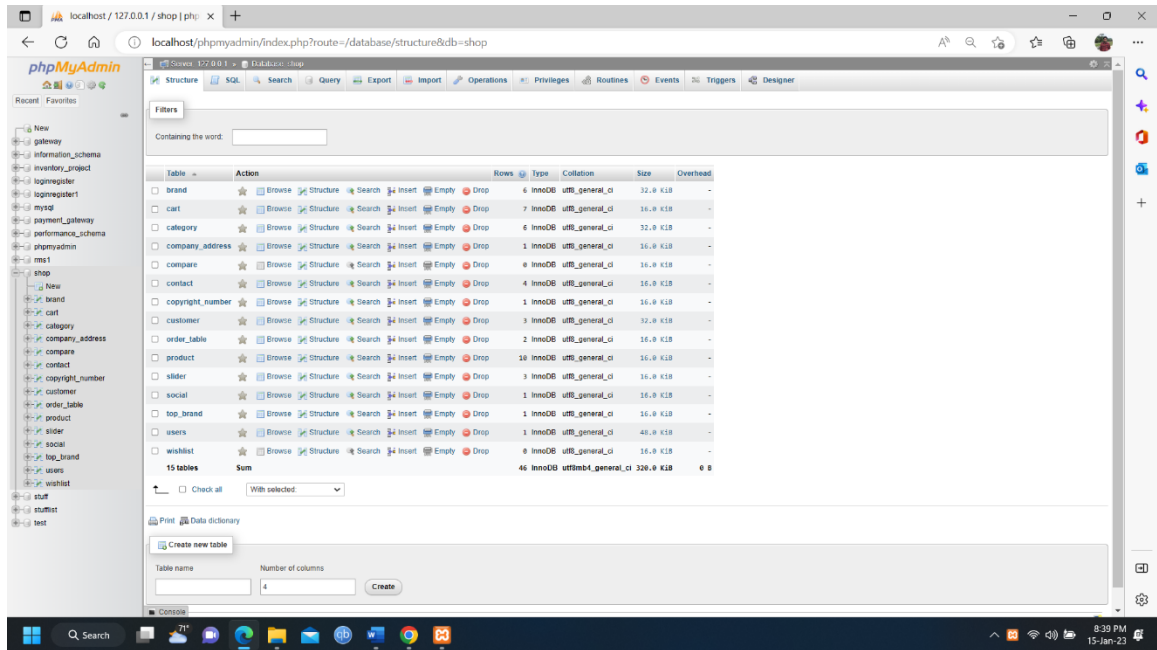 localhost / 127.0.0.1 / shop | php
localhost/phpmyadmin/index.php?route=/database/structure&db=shop
phpMyAdmin
Recent Favorites
New
gateway
information_schema
inventory_project
loginregister
loginregister1
mysql
payment_gateway
performance_schema
phpmyadmin
rms1
shop
New
brand
cart
category
company_address
compare
contact
copyright_number
customer
order_table
product
slider
social
top_brand
users
wishlist
stuff
stufflist
test
Server: 127.0.0.1 » Database: shop
Structure SQL Search Query Export Import Operations Privileges Routines Events Triggers Designer
Filters
Containing the word:
Table Action Rows Type Collation Size Overhead
brand Browse Structure Search Insert Empty Drop 6 InnoDB utf8_general_ci 32.0 KiB -
cart Browse Structure Search Insert Empty Drop 7 InnoDB utf8_general_ci 16.0 KiB -
category Browse Structure Search Insert Empty Drop 6 InnoDB utf8_general_ci 32.0 KiB -
company_address Browse Structure Search Insert Empty Drop 1 InnoDB utf8_general_ci 16.0 KiB -
compare Browse Structure Search Insert Empty Drop 0 InnoDB utf8_general_ci 16.0 KiB -
contact Browse Structure Search Insert Empty Drop 4 InnoDB utf8_general_ci 16.0 KiB -
copyright_number Browse Structure Search Insert Empty Drop 1 InnoDB utf8_general_ci 16.0 KiB -
customer Browse Structure Search Insert Empty Drop 3 InnoDB utf8_general_ci 32.0 KiB -
order_table Browse Structure Search Insert Empty Drop 2 InnoDB utf8_general_ci 16.0 KiB -
product Browse Structure Search Insert Empty Drop 10 InnoDB utf8_general_ci 16.0 KiB -
slider Browse Structure Search Insert Empty Drop 3 InnoDB utf8_general_ci 16.0 KiB -
social Browse Structure Search Insert Empty Drop 1 InnoDB utf8_general_ci 16.0 KiB -
top_brand Browse Structure Search Insert Empty Drop 1 InnoDB utf8_general_ci 16.0 KiB -
users Browse Structure Search Insert Empty Drop 1 InnoDB utf8_general_ci 48.0 KiB -
wishlist Browse Structure Search Insert Empty Drop 0 InnoDB utf8_general_ci 16.0 KiB -
15 tables Sum 46 InnoDB utf8mb4_general_ci 320.0 KiB 0 B
Check all With selected:
Print Data dictionary
Create new table
Table name Number of columns
4 Create
Console
Search 71° qb 8:39 PM
15-Jan-23